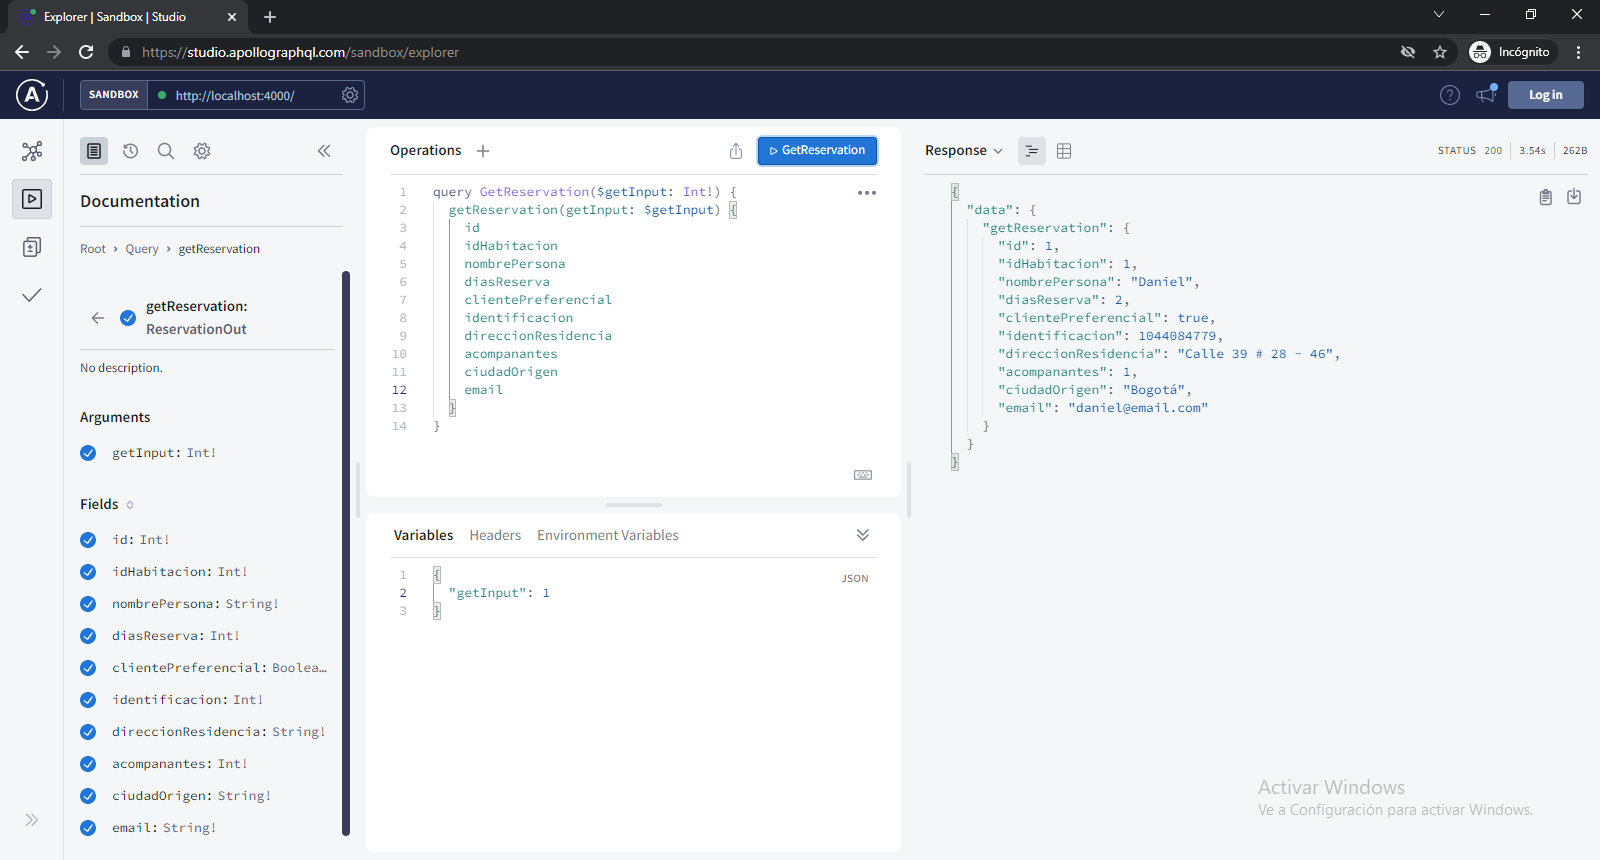 Explorer | Sandbox | Studio
https://studio.apollographql.com/sandbox/explorer
Incógnito
SANDBOX
http://localhost:4000/
Log in
Documentation
Root › Query › getReservation
getReservation:
ReservationOut
No description.
Arguments
getInput: Int!
Fields
id: Int!
idHabitacion: Int!
nombrePersona: String!
diasReserva: Int!
clientePreferencial: Boolea…
identificacion: Int!
direccionResidencia: String!
acompanantes: Int!
ciudadOrigen: String!
email: String!
Operations
GetReservation
1 query GetReservation($getInput: Int!) {
2 getReservation(getInput: $getInput) {
3 id
4 idHabitacion
5 nombrePersona
6 diasReserva
7 clientePreferencial
8 identificacion
9 direccionResidencia
10 acompanantes
11 ciudadOrigen
12 email
13 }
14 }
Variables Headers Environment Variables
JSON
1 {
2 "getInput": 1
3 }
Response
STATUS 200 3.54s 262B
{
"data": {
"getReservation": {
"id": 1,
"idHabitacion": 1,
"nombrePersona": "Daniel",
"diasReserva": 2,
"clientePreferencial": true,
"identificacion": 1044084779,
"direccionResidencia": "Calle 39 # 28 - 46",
"acompanantes": 1,
"ciudadOrigen": "Bogotá",
"email": "daniel@email.com"
}
}
}
Activar Windows
Ve a Configuración para activar Windows.